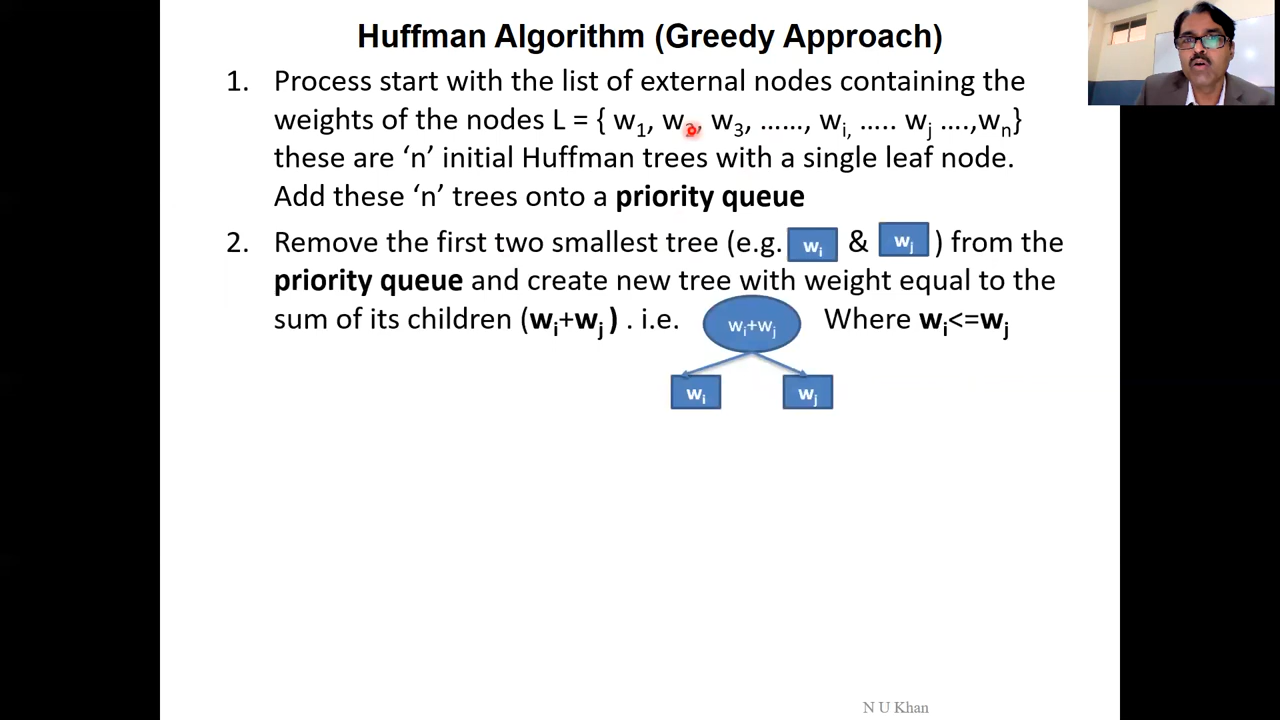 Huffman Algorithm (Greedy Approach)
1. Process start with the list of external nodes containing the
weights of the nodes L = { w1, w2, w3, ……, wi, ….. wj ….,wn}
these are ‘n’ initial Huffman trees with a single leaf node.
Add these ‘n’ trees onto a priority queue
2. Remove the first two smallest tree (e.g. wi & wj ) from the
priority queue and create new tree with weight equal to the
sum of its children (wi+wj ) . i.e. wi+wj Where wi<=wj
wi wj
N U Khan